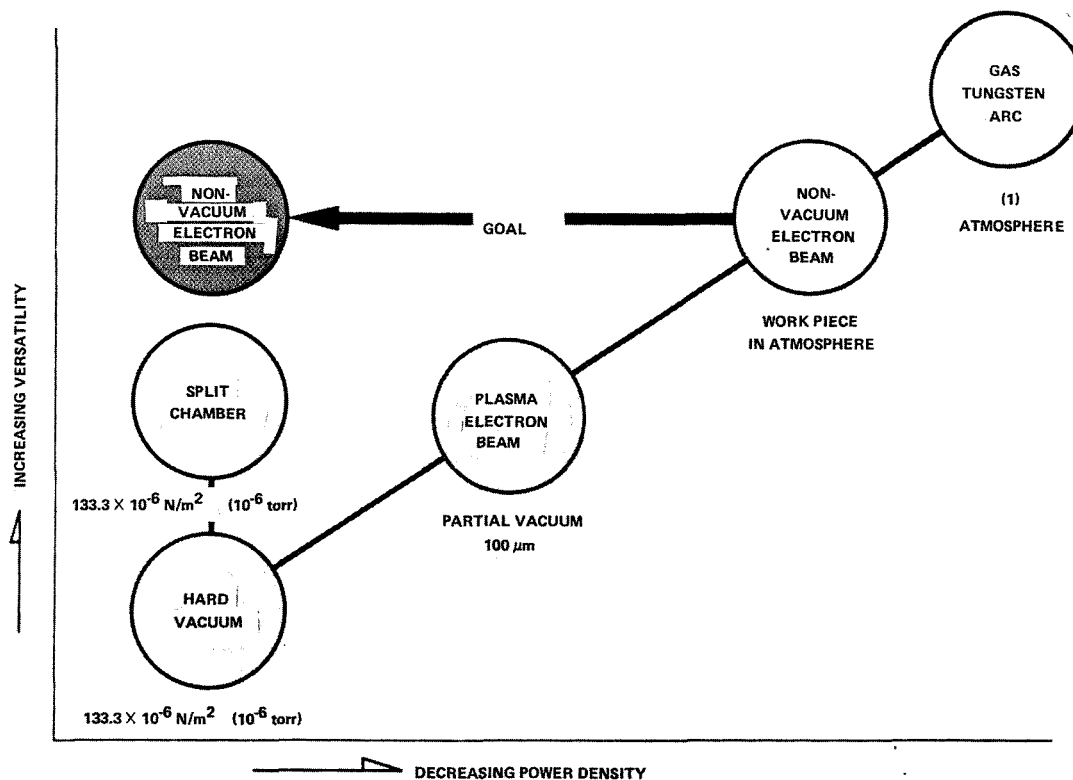 GAS
TUNGSTEN
ARC
(1)
ATMOSPHERE
NON-
VACUUM
ELECTRON
BEAM
GOAL
NON-
VACUUM
ELECTRON
BEAM
WORK PIECE
IN ATMOSPHERE
SPLIT
CHAMBER
PLASMA
ELECTRON
BEAM
133.3 × 10⁻⁶ N/m² (10⁻⁶ torr)
PARTIAL VACUUM
100 μm
HARD
VACUUM
133.3 × 10⁻⁶ N/m² (10⁻⁶ torr)
INCREASING VERSATILITY
DECREASING POWER DENSITY